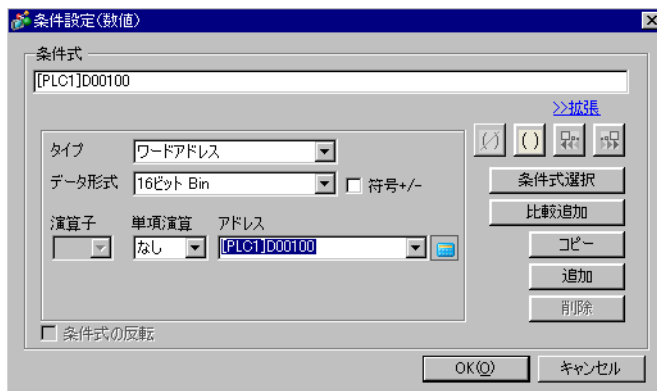 条件設定(数値)
条件式
[PLC1]D00100
>>拡張
タイプ ワードアドレス
データ形式 16ビット Bin 符号+/-
条件式選択
比較追加
演算子 単項演算 アドレス
なし [PLC1]D00100
コピー
追加
削除
条件式の反転
OK(O) キャンセル